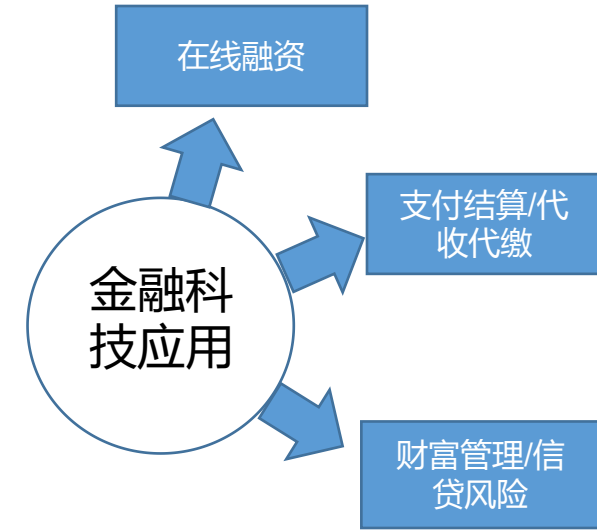 在线融资
支付结算/代
收代缴
金融科
技应用
财富管理/信
贷风险